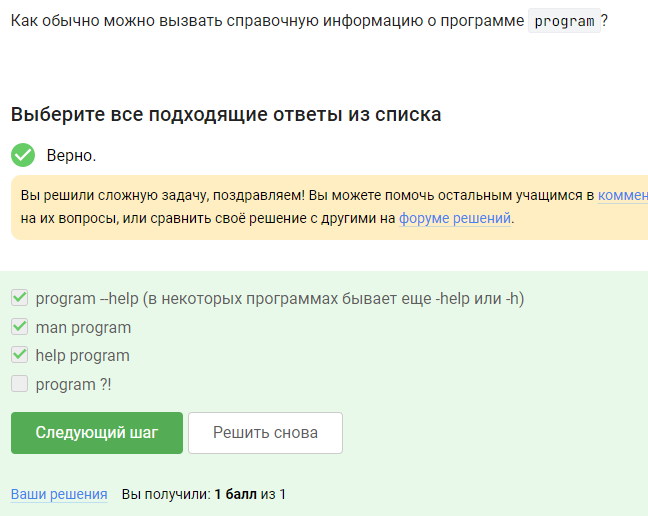 Как обычно можно вызвать справочную информацию о программе program?
Выберите все подходящие ответы из списка
Верно.
Вы решили сложную задачу, поздравляем! Вы можете помочь остальным учащимся в коммен
на их вопросы, или сравнить своё решение с другими на форуме решений.
program --help (в некоторых программах бывает еще -help или -h)
man program
help program
program ?!
Следующий шаг
Решить снова
Ваши решения Вы получили: 1 балл из 1